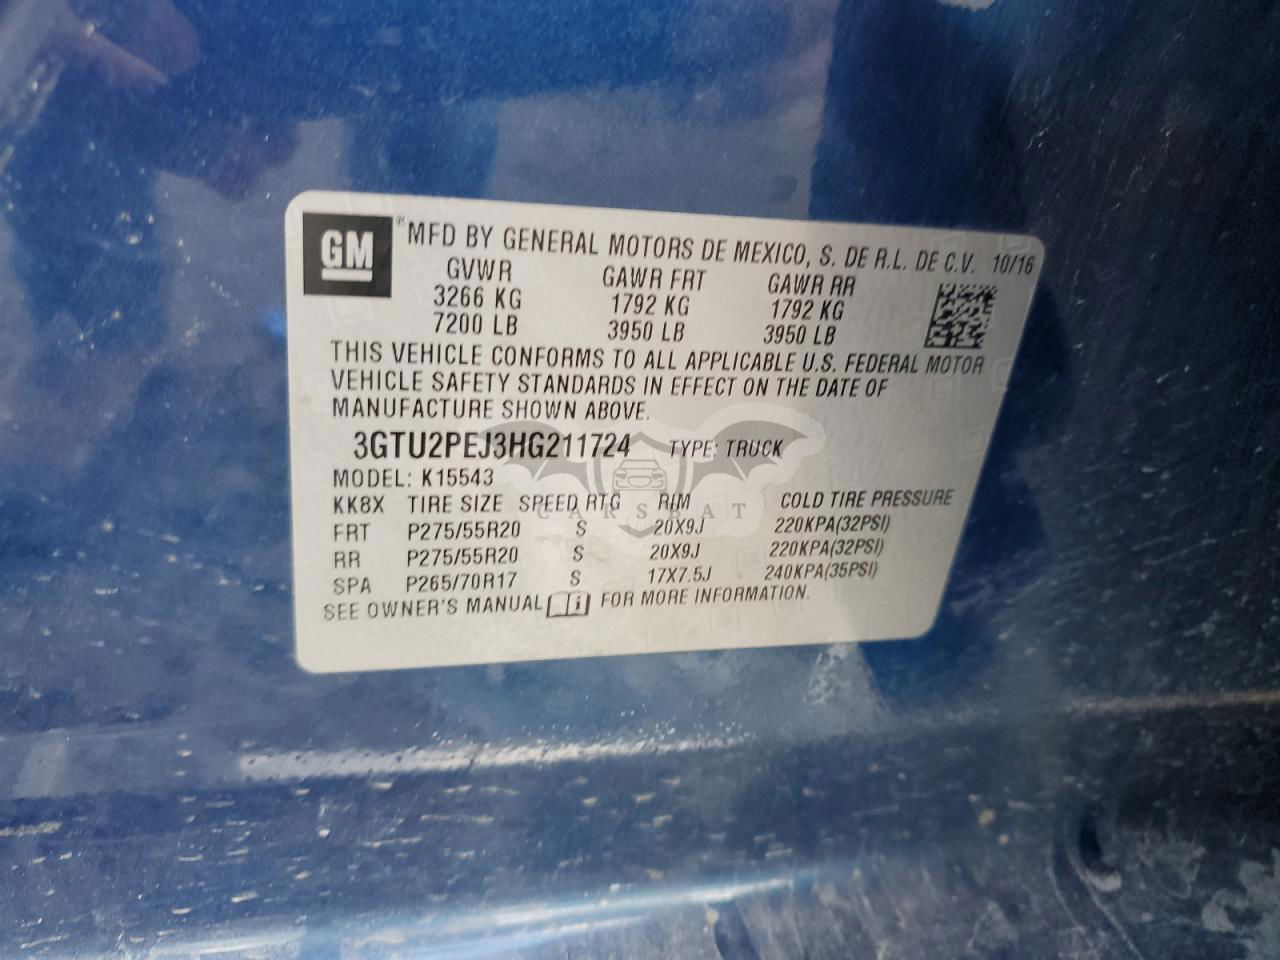 GM
® MFD BY GENERAL MOTORS DE MEXICO, S. DE R.L. DE C.V. 10/16
GVWR GAWR FRT GAWR RR
3266 KG 1792 KG 1792 KG
7200 LB 3950 LB 3950 LB
THIS VEHICLE CONFORMS TO ALL APPLICABLE U.S. FEDERAL MOTOR
VEHICLE SAFETY STANDARDS IN EFFECT ON THE DATE OF
MANUFACTURE SHOWN ABOVE.
3GTU2PEJ3HG211724 TYPE: TRUCK
MODEL: K15543
KK8X TIRE SIZE SPEED RTG RIM COLD TIRE PRESSURE
CARSBAT
FRT P275/55R20 S 20X9J 220KPA(32PSI)
RR P275/55R20 S 20X9J 220KPA(32PSI)
SPA P265/70R17 S 17X7.5J 240KPA(35PSI)
SEE OWNER'S MANUAL i FOR MORE INFORMATION.